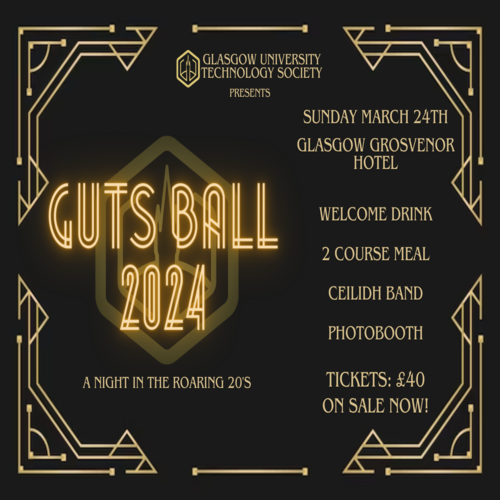 GLASGOW UNIVERSITY
TECHNOLOGY SOCIETY
PRESENTS
GUTS BALL
2024
A NIGHT IN THE ROARING 20'S
SUNDAY MARCH 24TH
GLASGOW GROSVENOR
HOTEL
WELCOME DRINK
2 COURSE MEAL
CEILIDH BAND
PHOTOBOOTH
TICKETS: £40
ON SALE NOW!